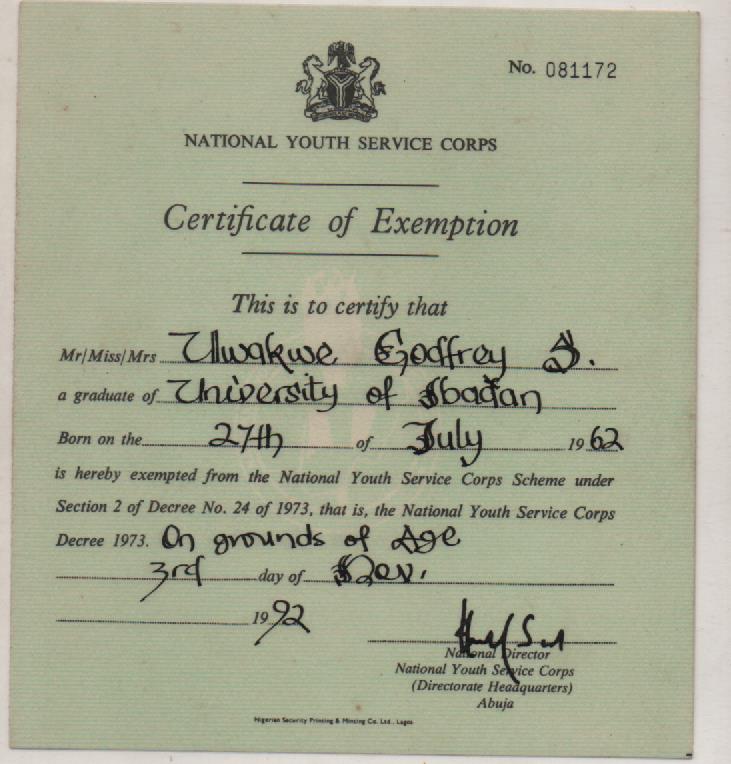 No. 081172
NATIONAL YOUTH SERVICE CORPS
Certificate of Exemption
This is to certify that
Mr/Miss/Mrs Uwakwe Godfrey S.
a graduate of University of Ibadan
Born on the 27th of July 1962
is hereby exempted from the National Youth Service Corps Scheme under
Section 2 of Decree No. 24 of 1973, that is, the National Youth Service Corps
Decree 1973. On grounds of Age
3rd day of Nov.
1992
National Director
National Youth Service Corps
(Directorate Headquarters)
Abuja
Nigerian Security Printing & Minting Co. Ltd., Lagos